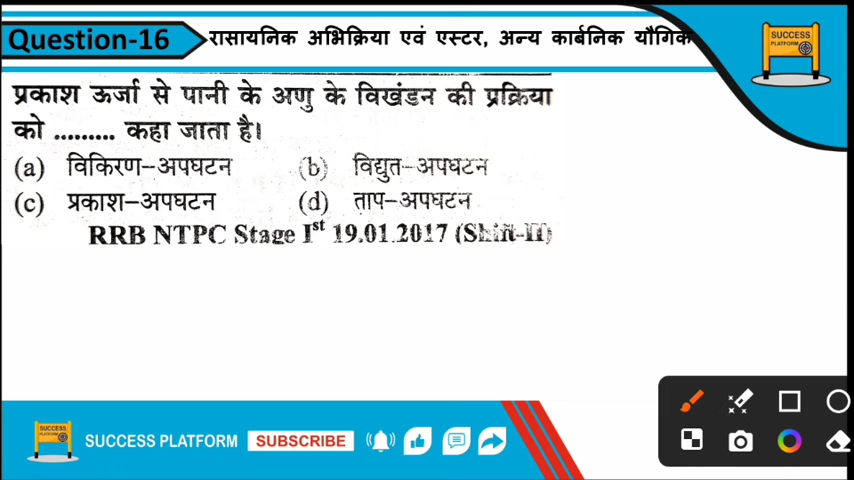 Question-16
रासायनिक अभिक्रिया एवं एस्टर, अन्य कार्बनिक यौगिक
SUCCESS
PLATFORM
प्रकाश ऊर्जा से पानी के अणु के विखंडन की प्रक्रिया
को ......... कहा जाता है।
(a) विकिरण–अपघटन (b) विद्युत–अपघटन
(c) प्रकाश–अपघटन (d) ताप–अपघटन
RRB NTPC Stage Ist 19.01.2017 (Shift-II)
SUCCESS
PLATFORM
SUCCESS PLATFORM
SUBSCRIBE